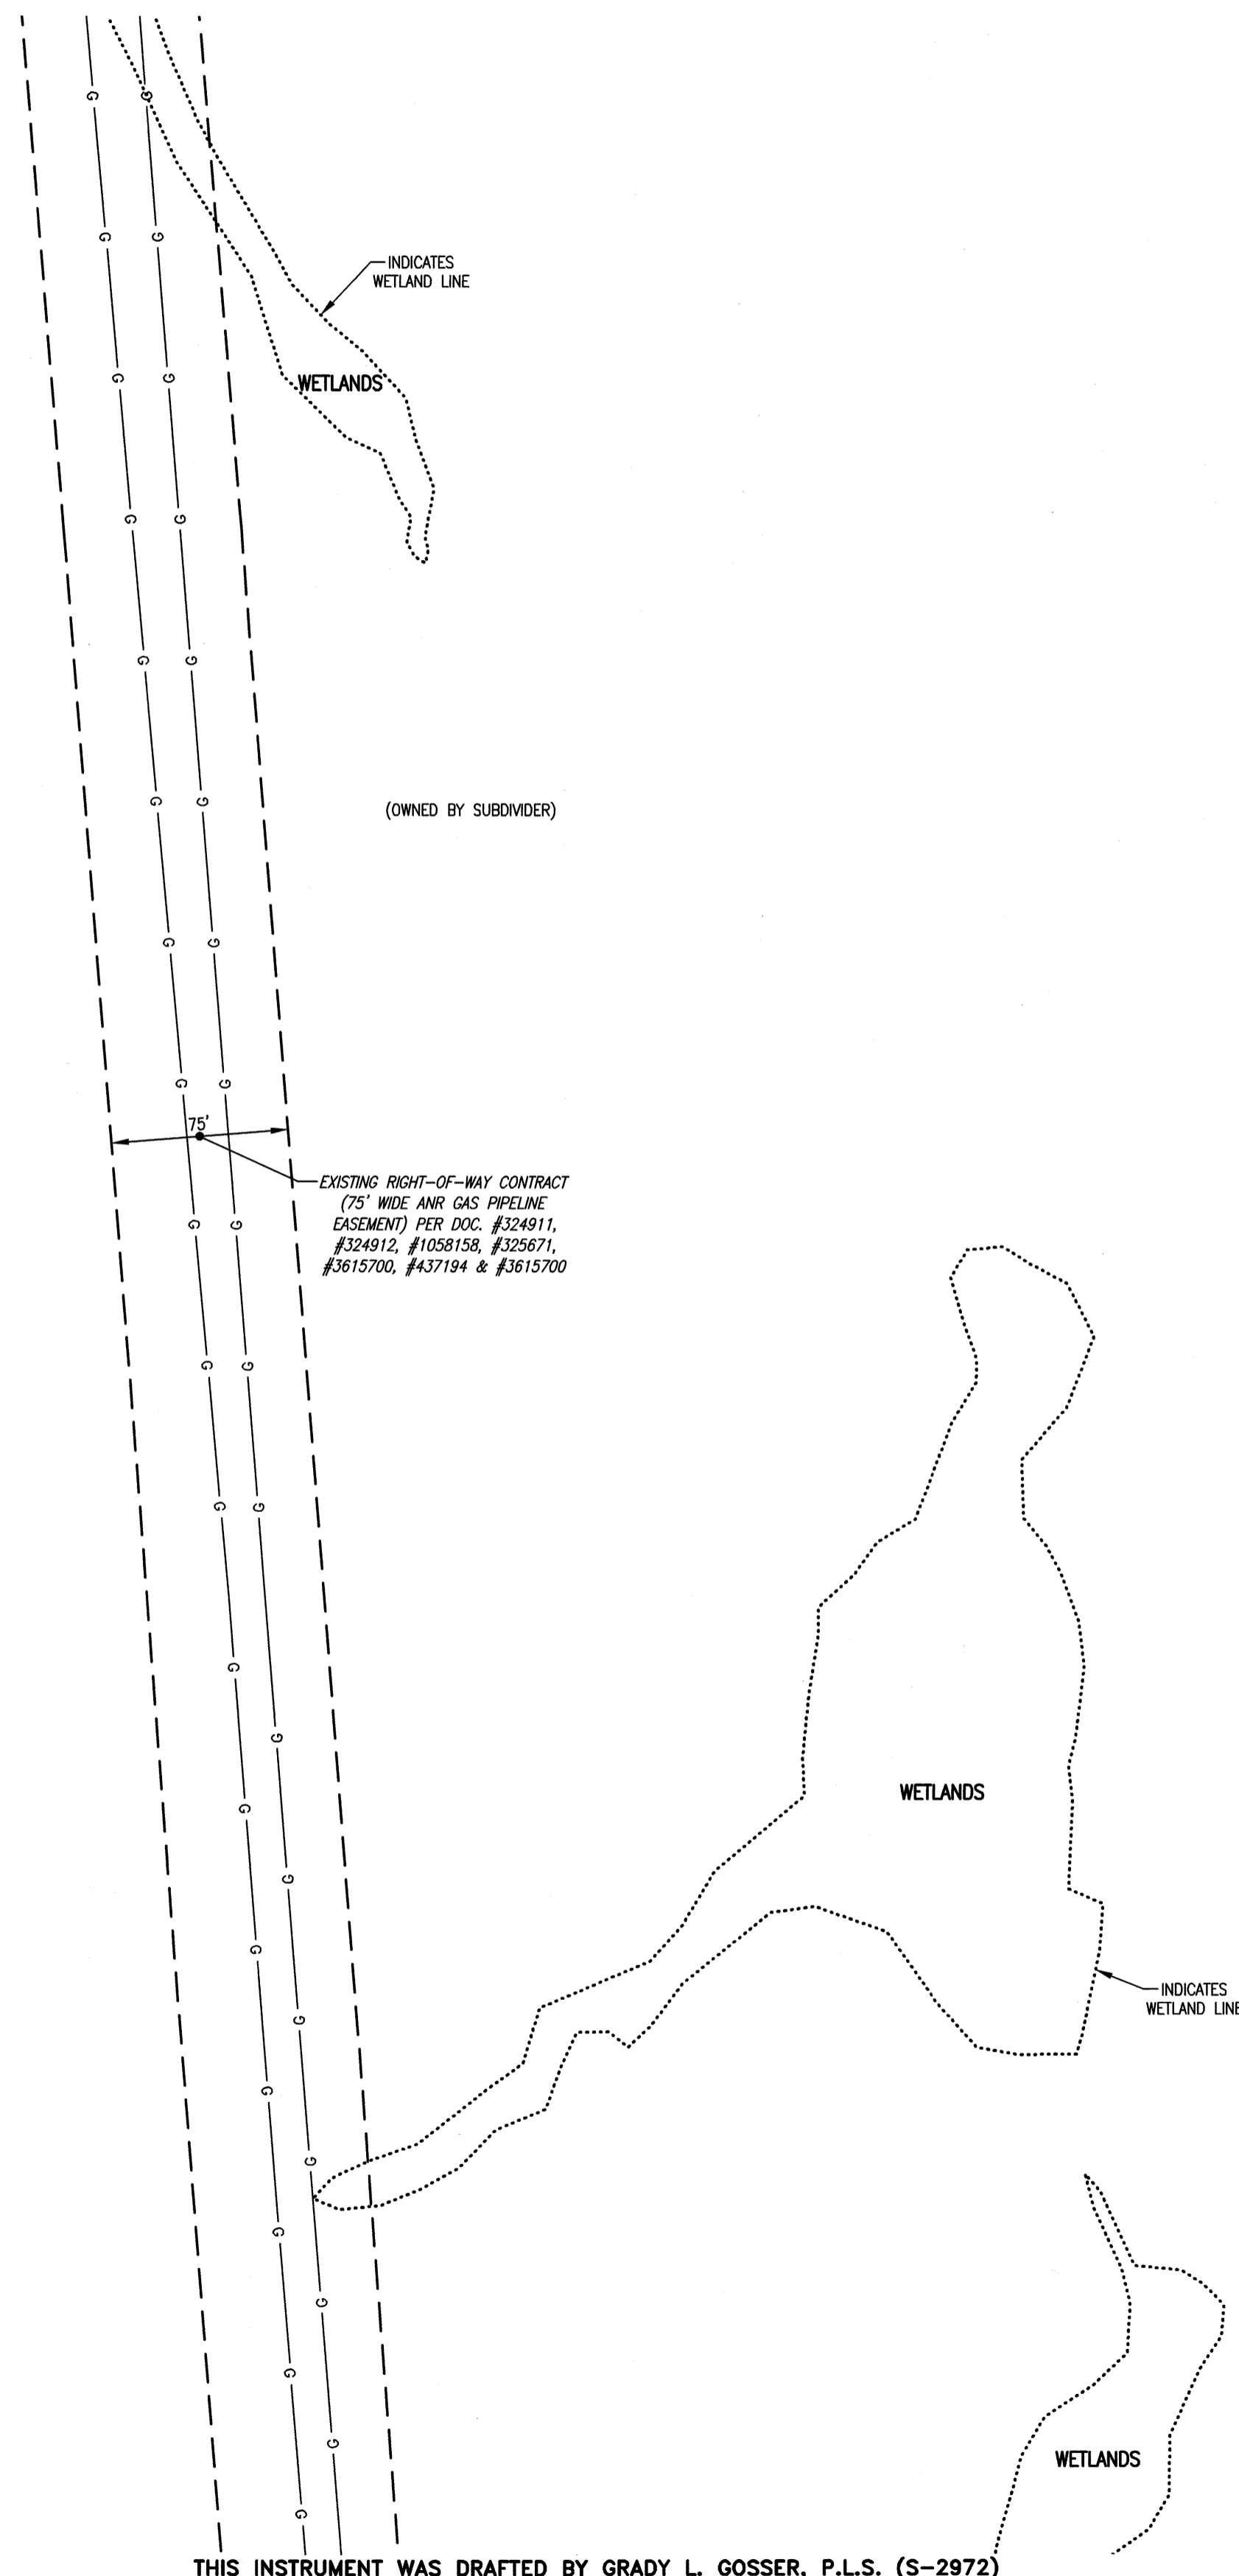 INDICATES
WETLAND LINE
WETLANDS
(OWNED BY SUBDIVIDER)
75'
EXISTING RIGHT-OF-WAY CONTRACT
(75' WIDE ANR GAS PIPELINE
EASEMENT) PER DOC. #324911,
#324912, #1058158, #325671,
#3615700, #437194 & #3615700
WETLANDS
INDICATES
WETLAND LINE
WETLANDS
G G G G G G G G G G G G G G G G G G
G G G G G G G G G G G G G G G G G
THIS INSTRUMENT WAS DRAFTED BY GRADY L. GOSSER, P.L.S. (S-2972)